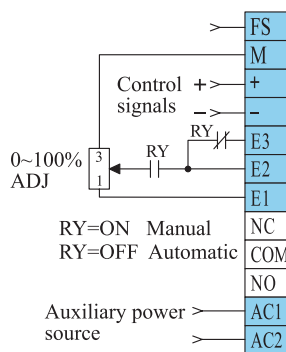 FS
M
Control + +
signals − −
RY E3
0~100% 3 RY E2
ADJ 1 E1
RY=ON Manual NC
RY=OFF Automatic COM
NO
Auxiliary power AC1
source AC2